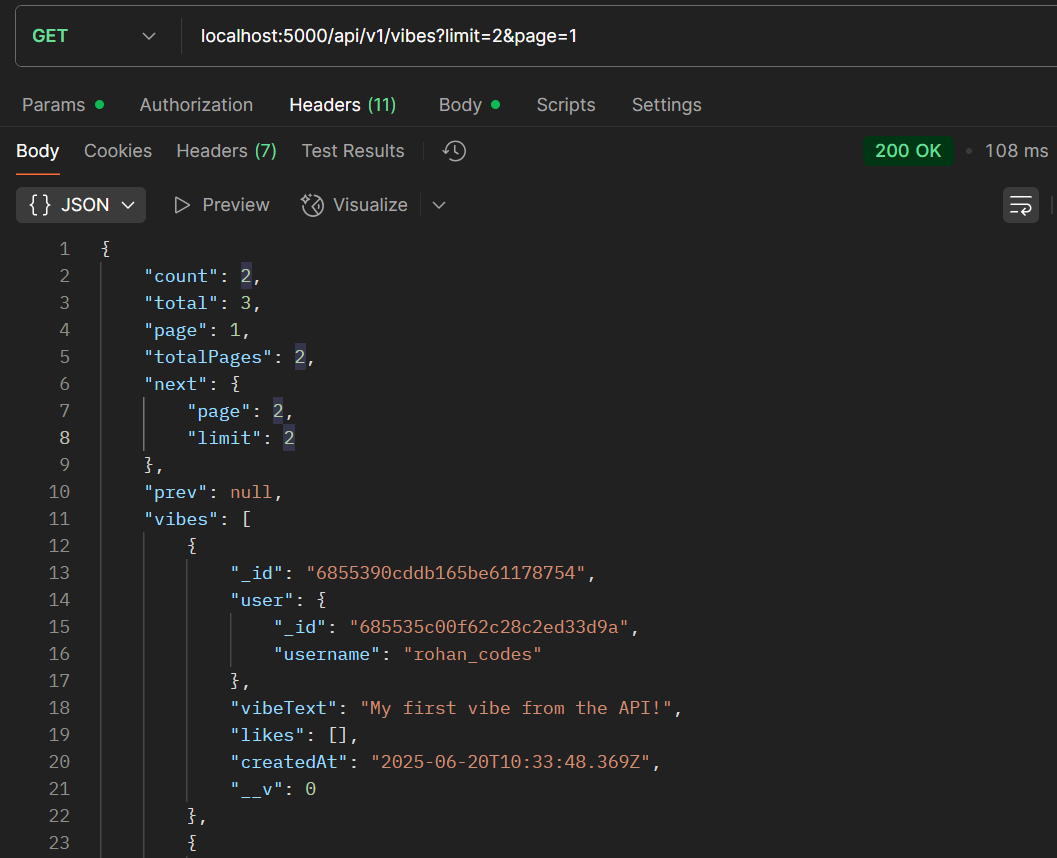 GET localhost:5000/api/v1/vibes?limit=2&page=1
Params Authorization Headers (11) Body Scripts Settings
Body Cookies Headers (7) Test Results 200 OK • 108 ms
{} JSON Preview Visualize
1 {
2 "count": 2,
3 "total": 3,
4 "page": 1,
5 "totalPages": 2,
6 "next": {
7 "page": 2,
8 "limit": 2
9 },
10 "prev": null,
11 "vibes": [
12 {
13 "_id": "6855390cddb165be61178754",
14 "user": {
15 "_id": "685535c00f62c28c2ed33d9a",
16 "username": "rohan_codes"
17 },
18 "vibeText": "My first vibe from the API!",
19 "likes": [],
20 "createdAt": "2025-06-20T10:33:48.369Z",
21 "__v": 0
22 },
23 {